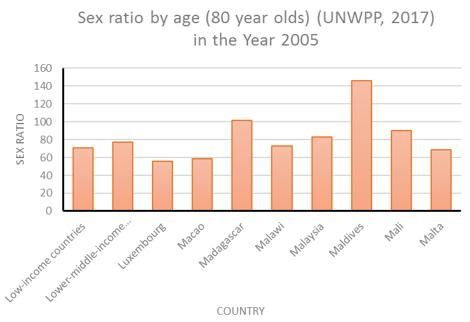 Sex ratio by age (80 year olds) (UNWPP, 2017)
in the Year 2005
SEX RATIO
160
140
120
100
80
60
40
20
0
Low-income countries
Lower-middle-income...
Luxembourg
Macao
Madagascar
Malawi
Malaysia
Maldives
Mali
Malta
COUNTRY